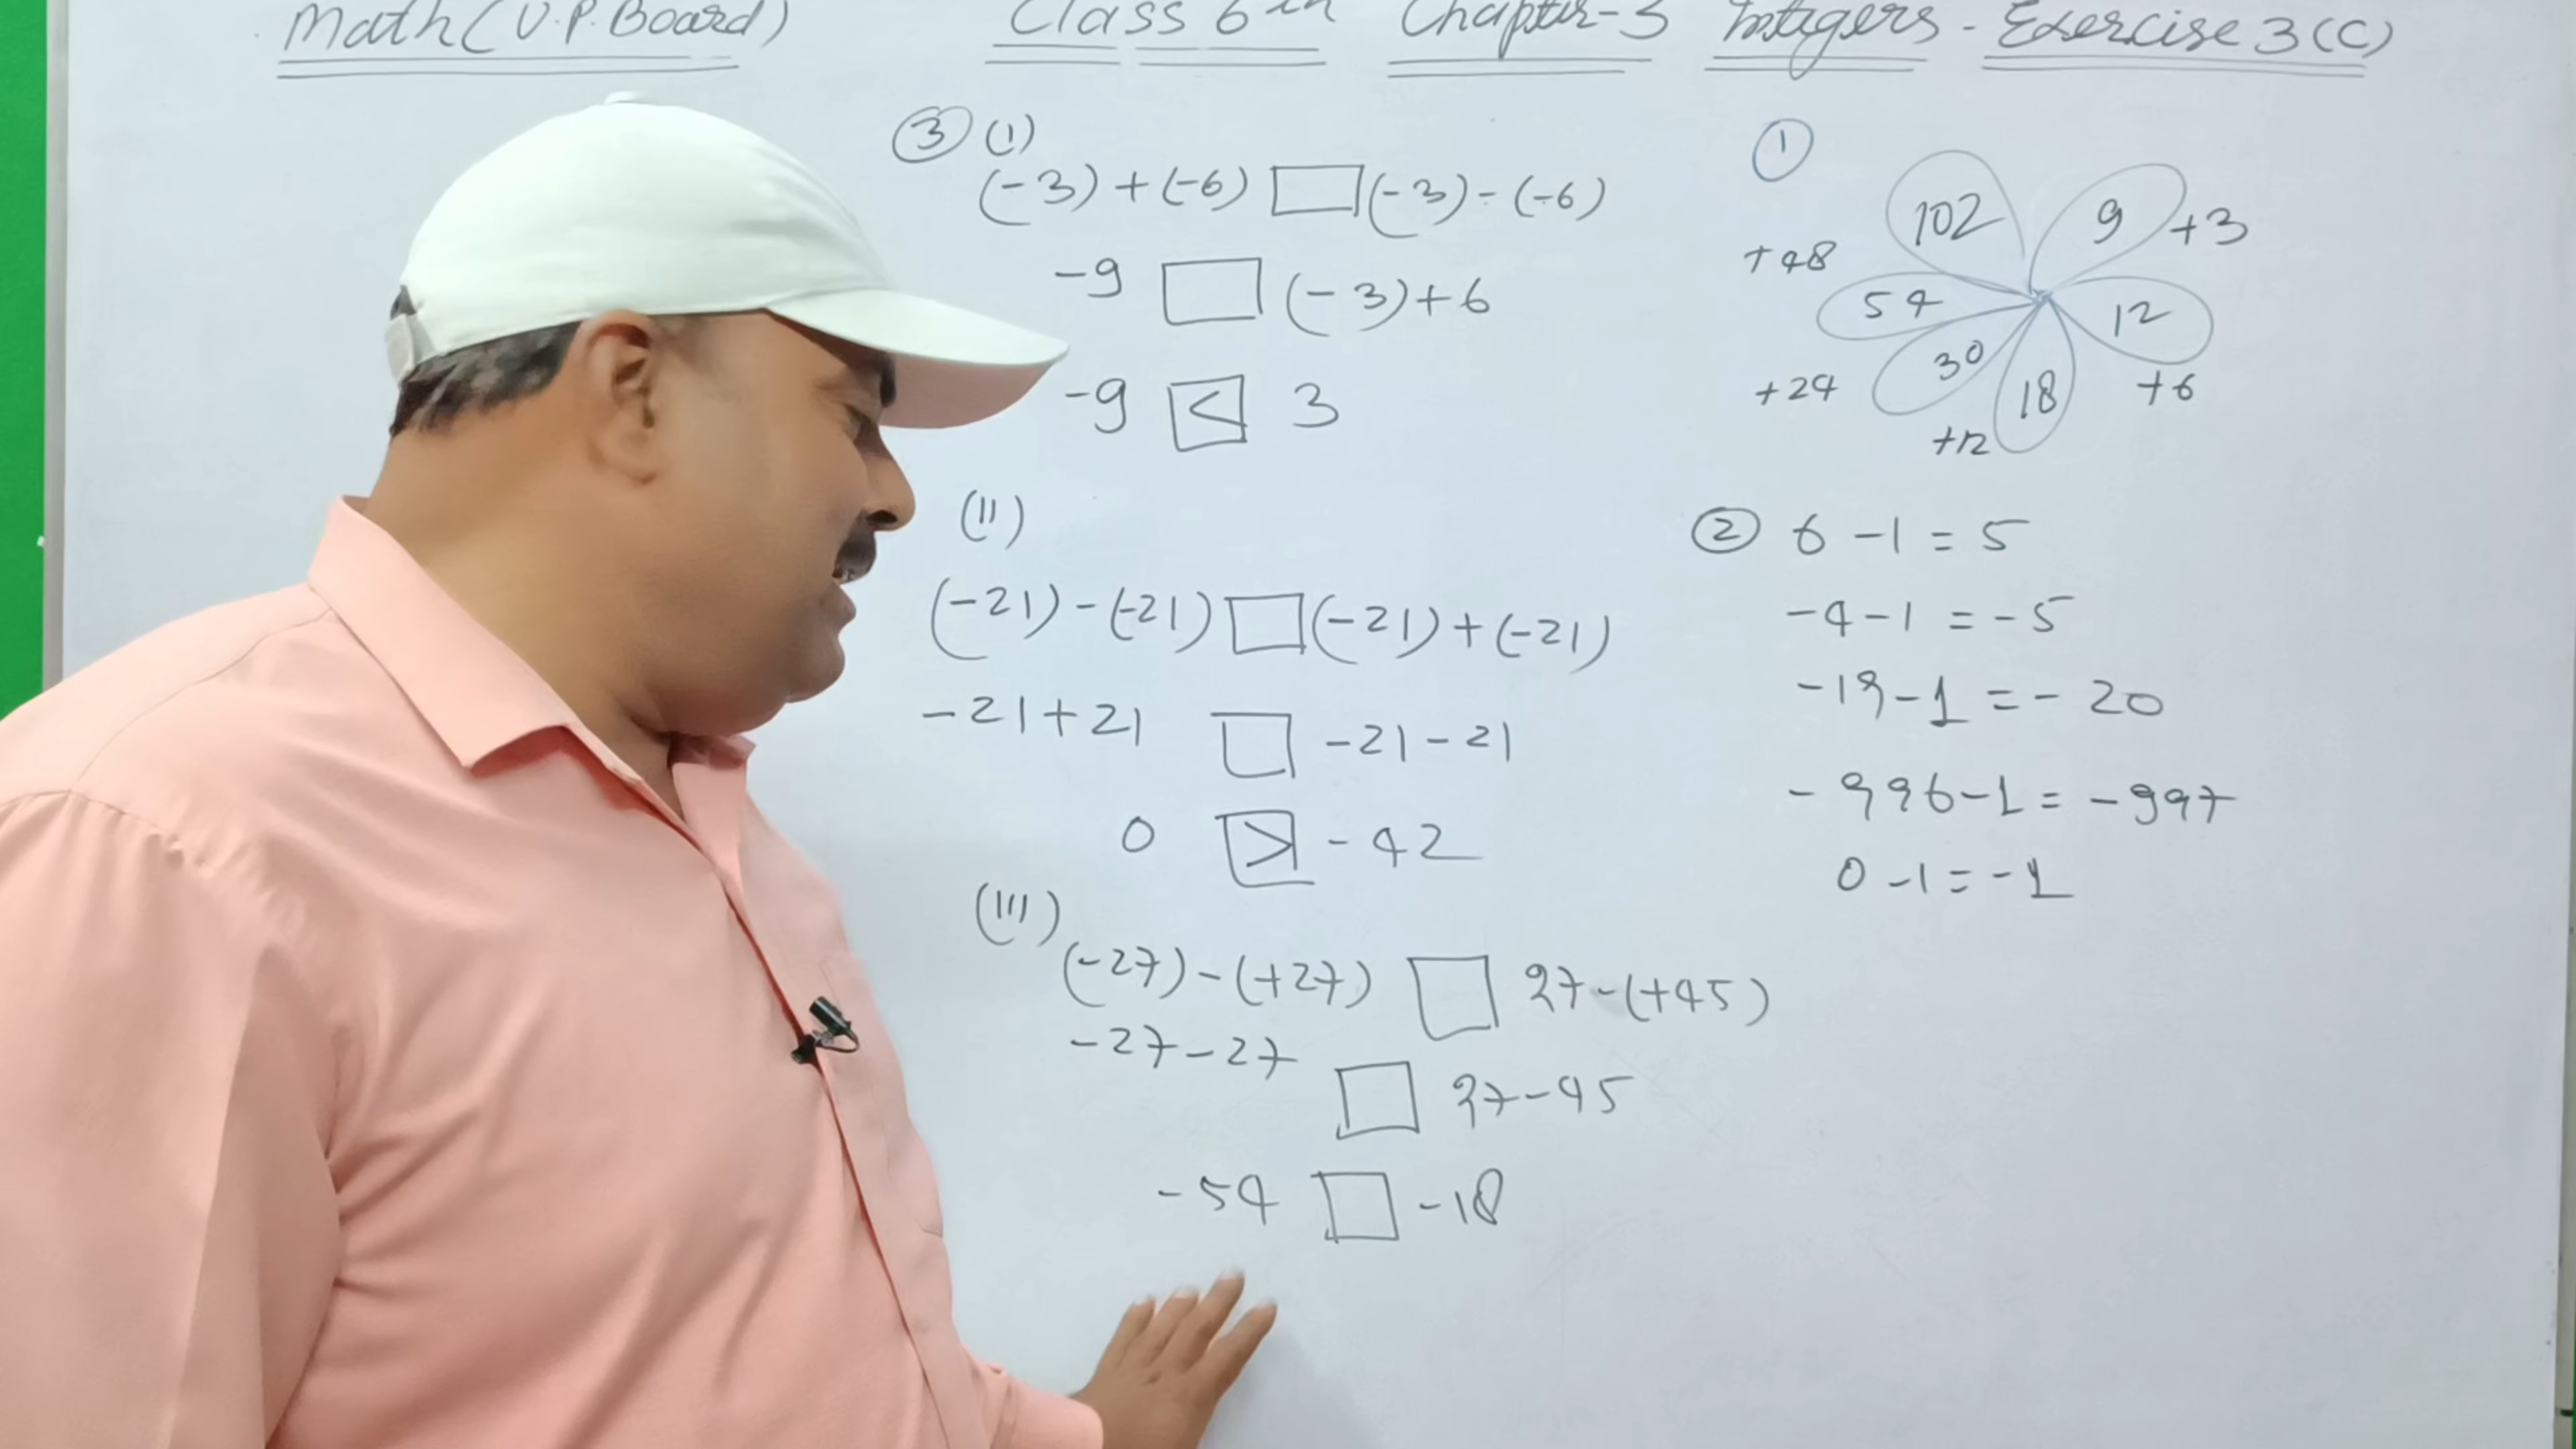 Math (U.P. Board) Class 6th Chapter-3 Integers - Exercise 3(C)
③ (I)
(-3) + (-6) □ (-3) - (-6)
-9 □ (-3)+6
-9 < 3
(II)
(-21) - (-21) □ (-21) + (-21)
-21+21 □ -21-21
0 > -42
(III)
(-27) - (+27) □ 27-(+45)
-27-27 □ 27-45
-54 □ -18
①
102
9
+3
+48
54
12
30
18
+6
+24
+12
② 6 -1 = 5
-4-1 = -5
-19-1 = - 20
- 996-1 = -997
0 -1 = -1